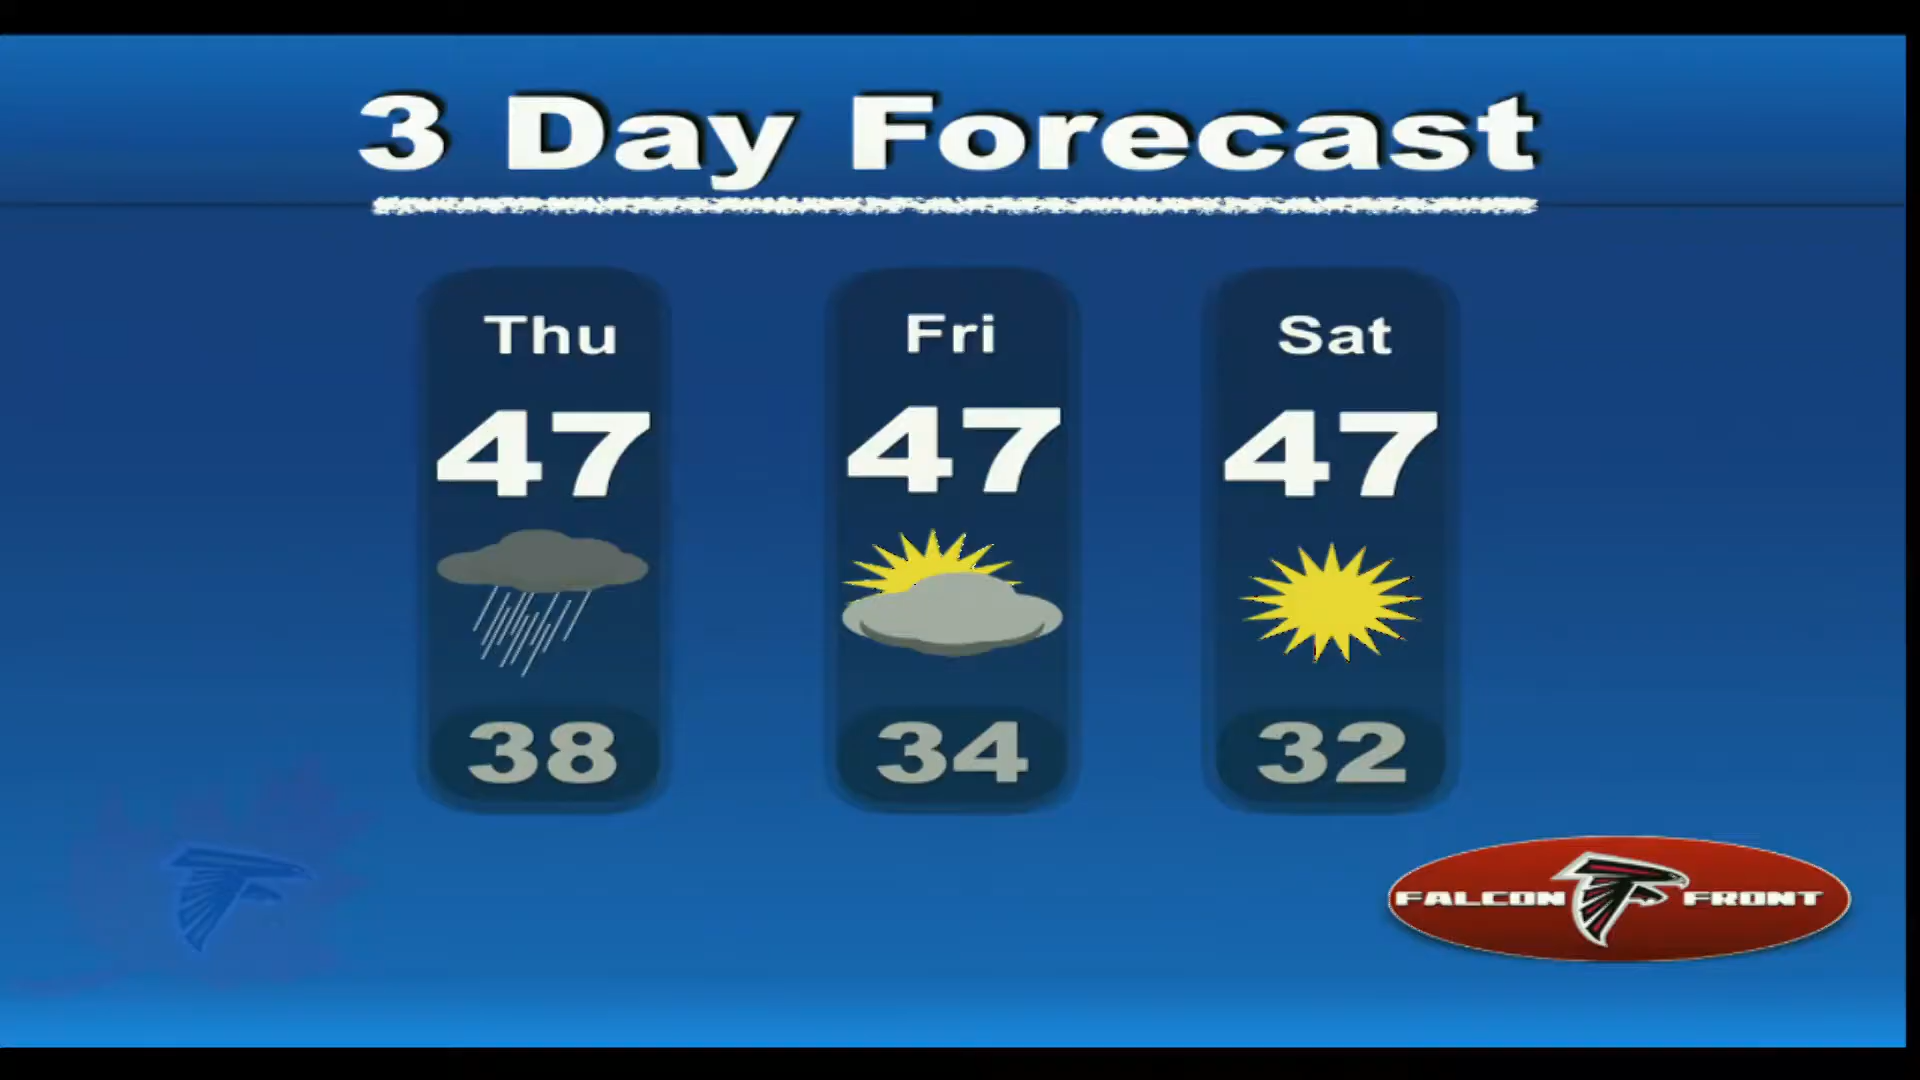 3 Day Forecast
Thu Fri Sat
47 47 47
38 34 32
FALCON FRONT